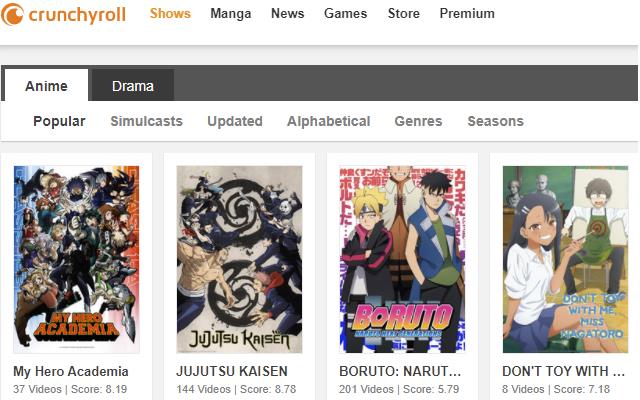 crunchyroll Shows Manga News Games Store Premium
Anime Drama
Popular Simulcasts Updated Alphabetical Genres Seasons
MY HERO
ACADEMIA
JUJUTSU KAISEN
BORUTO
NARUTO NEXT GENERATIONS
DON'T TOY
WITH ME,
MISS
NAGATORO
My Hero Academia JUJUTSU KAISEN BORUTO: NARUT... DON'T TOY WITH ...
37 Videos | Score: 8.19 144 Videos | Score: 8.78 201 Videos | Score: 5.79 8 Videos | Score: 7.18